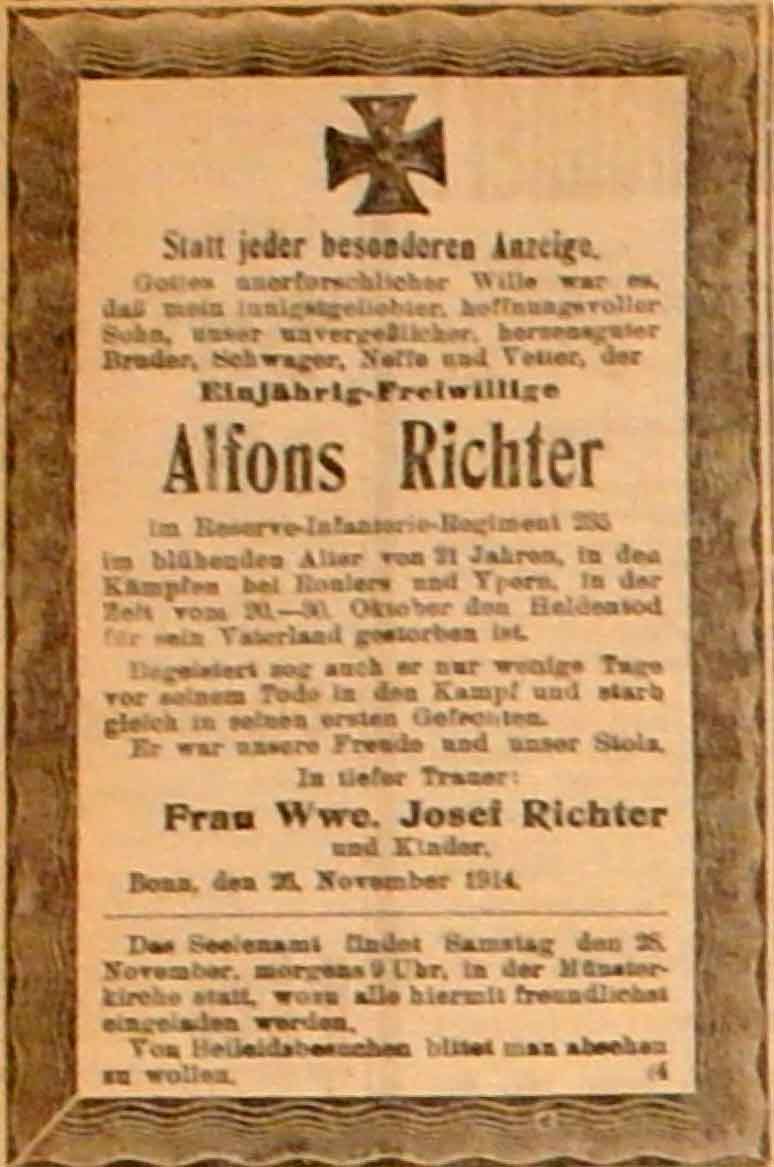 Statt jeder besonderen Anzeige.
Gottes unerforschlicher Wille war es,
daß mein innigstgeliebter, hoffnungsvoller
Sohn, unser unvergeßlicher, herzensguter
Bruder, Schwager, Neffe und Vetter, der
Einjährig-Freiwillige
Alfons Richter
im Reserve-Infanterie-Regiment 235
im blühenden Alter von 21 Jahren, in den
Kämpfen bei Roulers und Ypern, in der
Zeit vom 20.—30. Oktober den Heldentod
für sein Vaterland gestorben ist.
Begeistert zog auch er nur wenige Tage
vor seinem Tode in den Kampf und starb
gleich in seinen ersten Gefechten.
Er war unsere Freude und unser Stolz.
In tiefer Trauer:
Frau Wwe. Josef Richter
und Kinder.
Bonn, den 26. November 1914.
Das Seelenamt findet Samstag den 28.
November, morgens 9 Uhr, in der Münster-
kirche statt, wozu alle hiermit freundlichst
eingeladen werden.
Von Beileidsbesuchen bittet man absehen
zu wollen. 4